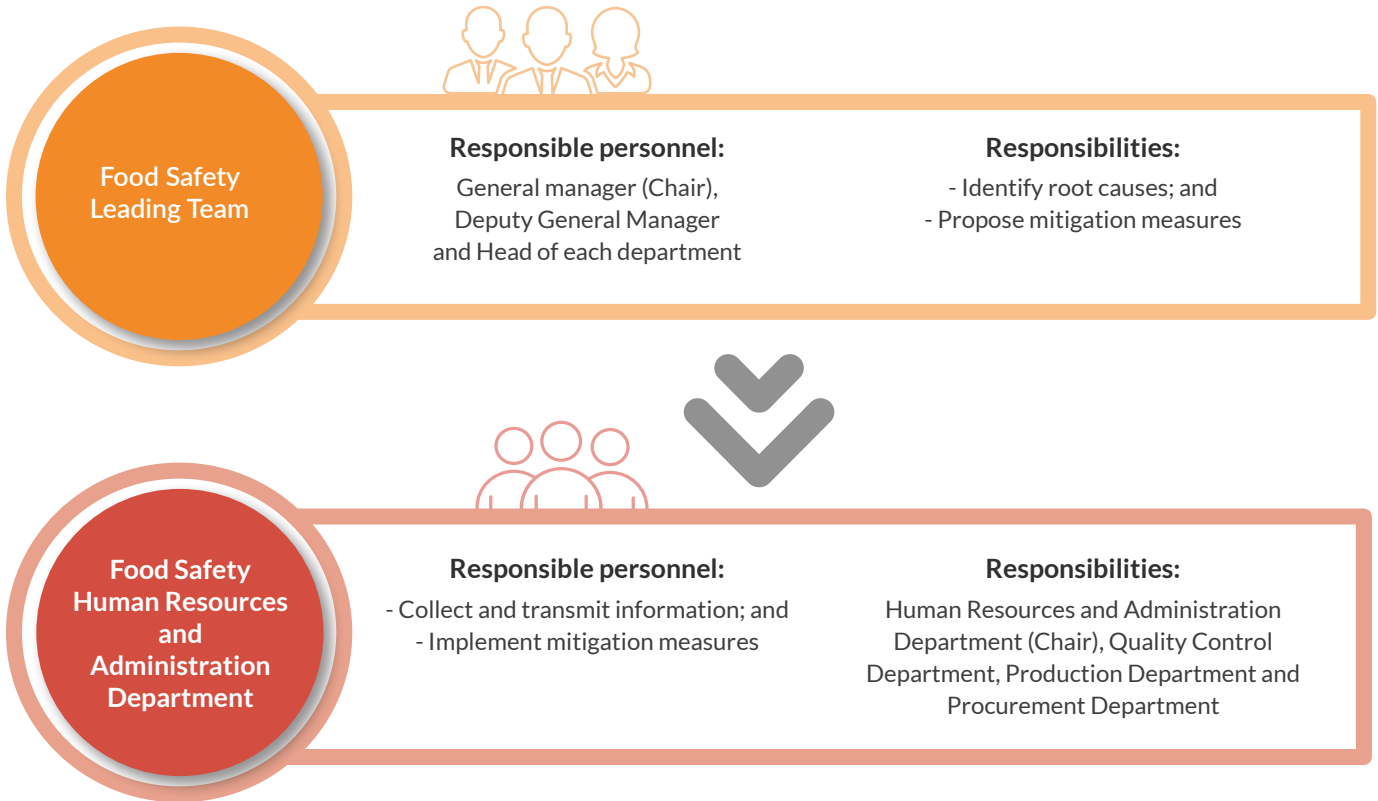 Food Safety
Leading Team
Responsible personnel:
General manager (Chair),
Deputy General Manager
and Head of each department
Responsibilities:
- Identify root causes; and
- Propose mitigation measures
Food Safety
Human Resources
and
Administration
Department
Responsible personnel:
- Collect and transmit information; and
- Implement mitigation measures
Responsibilities:
Human Resources and Administration
Department (Chair), Quality Control
Department, Production Department and
Procurement Department